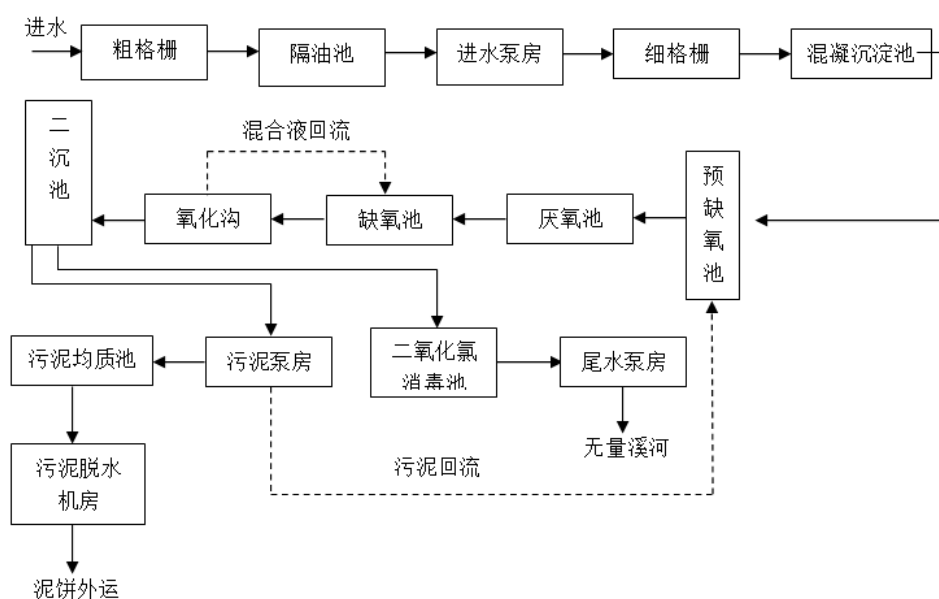 进水
粗格栅
隔油池
进水泵房
细格栅
混凝沉淀池
二
沉
池
混合液回流
氧化沟
缺氧池
厌氧池
预
缺
氧
池
污泥均质池
污泥泵房
二氧化氯
消毒池
尾水泵房
无量溪河
污泥脱水
机房
污泥回流
泥饼外运